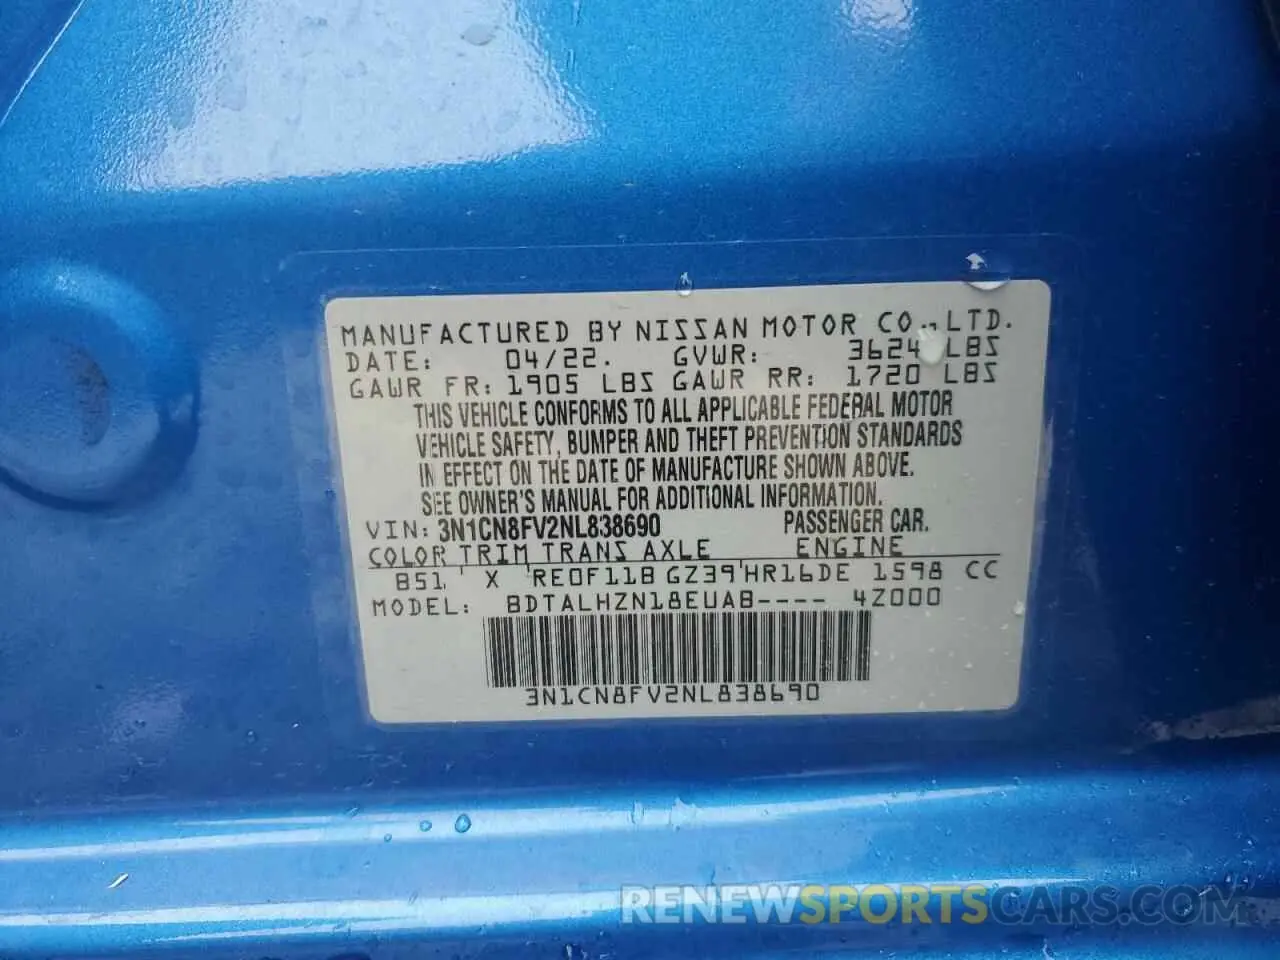 MANUFACTURED BY NISSAN MOTOR CO., LTD.
DATE: 04/22. GVWR: 3624 LBS
GAWR FR: 1905 LBS GAWR RR: 1720 LBS
THIS VEHICLE CONFORMS TO ALL APPLICABLE FEDERAL MOTOR
VEHICLE SAFETY, BUMPER AND THEFT PREVENTION STANDARDS
IN EFFECT ON THE DATE OF MANUFACTURE SHOWN ABOVE.
SEE OWNER'S MANUAL FOR ADDITIONAL INFORMATION.
VIN: 3N1CN8FV2NL838690 PASSENGER CAR.
COLOR TRIM TRANS AXLE ENGINE
B51 X RE0F11B GZ39 HR16DE 1598 CC
MODEL: BDTALHZN18EUAB---- 4Z000
3N1CN8FV2NL838690
RENEWSPORTSCARS.COM